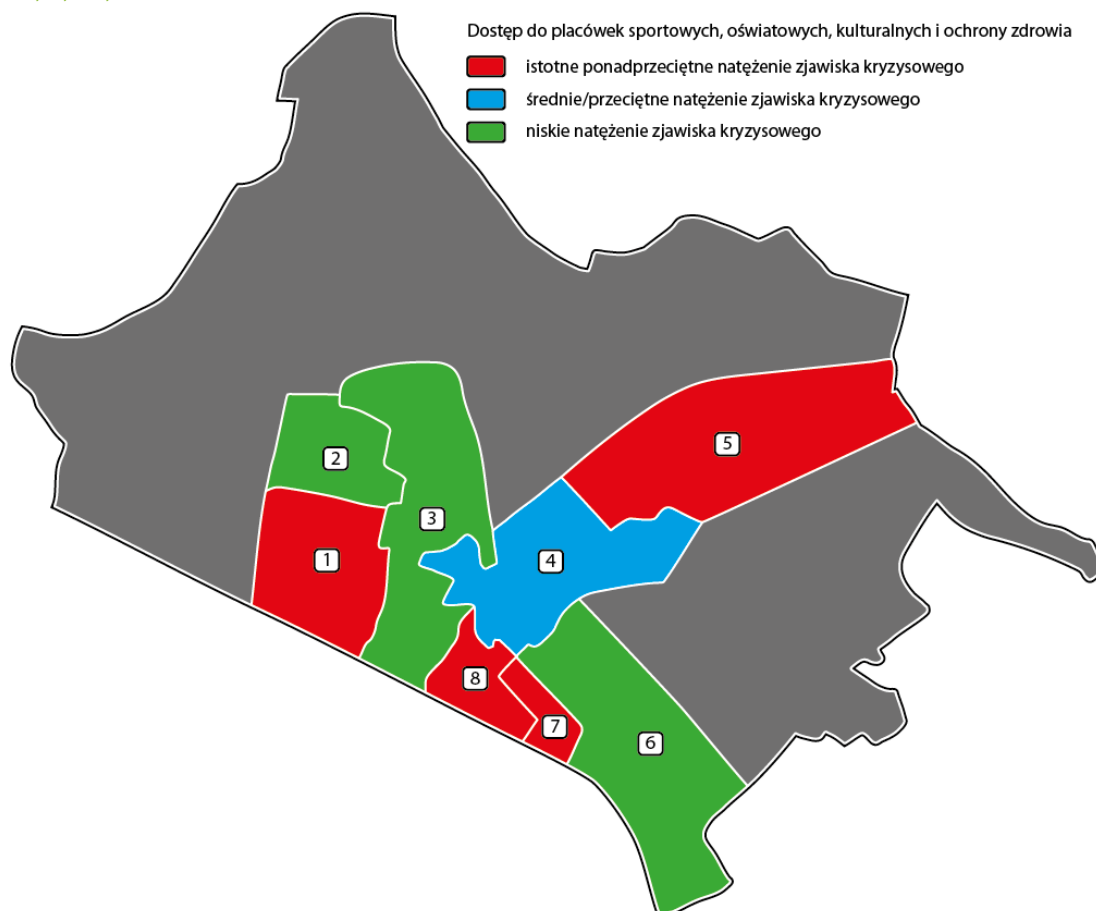 Dostęp do placówek sportowych, oświatowych, kulturalnych i ochrony zdrowia
istotne ponadprzeciętne natężenie zjawiska kryzysowego
średnie/przeciętne natężenie zjawiska kryzysowego
niskie natężenie zjawiska kryzysowego
5
2
3
1
4
8
7
6